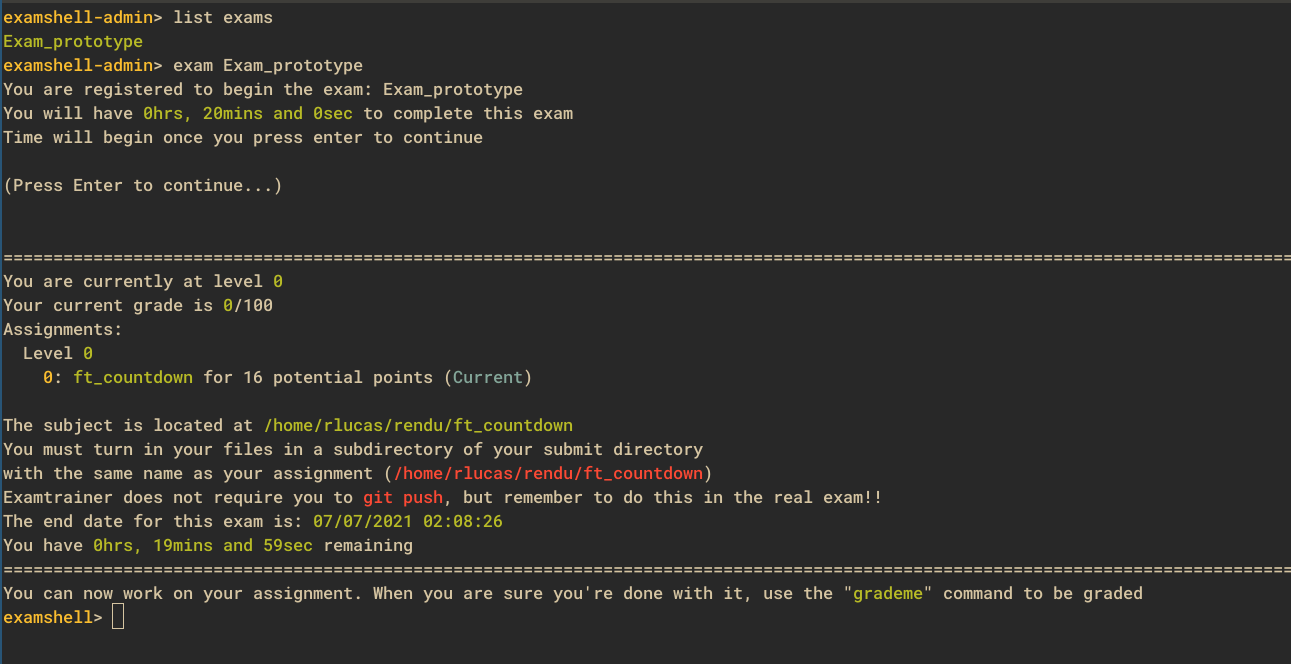 examshell-admin> list exams
Exam_prototype
examshell-admin> exam Exam_prototype
You are registered to begin the exam: Exam_prototype
You will have 0hrs, 20mins and 0sec to complete this exam
Time will begin once you press enter to continue
(Press Enter to continue...)
=================================================================================================================================
You are currently at level 0
Your current grade is 0/100
Assignments:
  Level 0
    0: ft_countdown for 16 potential points (Current)
The subject is located at /home/rlucas/rendu/ft_countdown
You must turn in your files in a subdirectory of your submit directory
with the same name as your assignment (/home/rlucas/rendu/ft_countdown)
Examtrainer does not require you to git push, but remember to do this in the real exam!!
The end date for this exam is: 07/07/2021 02:08:26
You have 0hrs, 19mins and 59sec remaining
=================================================================================================================================
You can now work on your assignment. When you are sure you're done with it, use the "grademe" command to be graded
examshell>